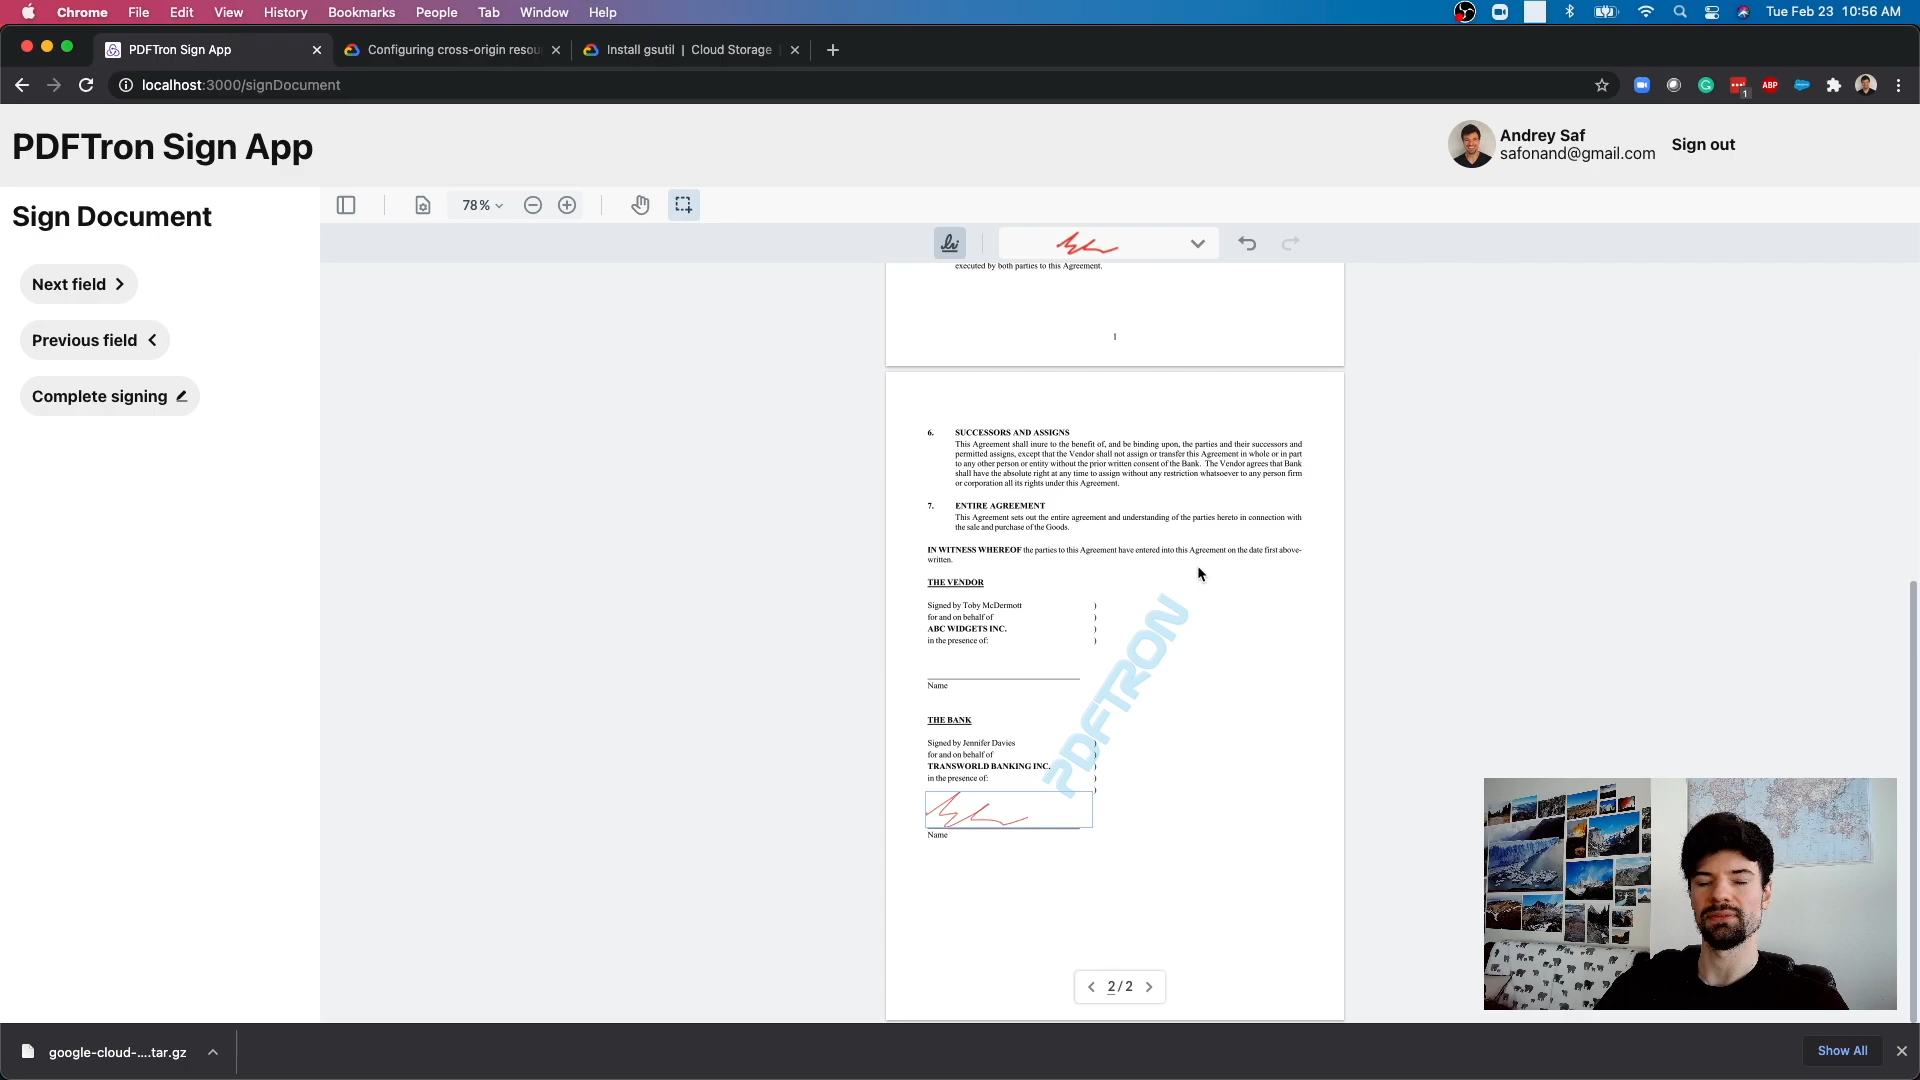 Chrome File Edit View History Bookmarks People Tab Window Help
Tue Feb 23 10:56 AM
PDFTron Sign App
Configuring cross-origin resou
Install gsutil | Cloud Storage
localhost:3000/signDocument
1
ABP
PDFTron Sign App
Andrey Saf
safonand@gmail.com
Sign out
Sign Document
Next field
Previous field
Complete signing
78%
executed by both parties to this Agreement.
1
6. SUCCESSORS AND ASSIGNS
This Agreement shall inure to the benefit of, and be binding upon, the parties and their successors and
permitted assigns, except that the Vendor shall not assign or transfer this Agreement in whole or in part
to any other person or entity without the prior written consent of the Bank. The Vendor agrees that Bank
shall have the absolute right at any time to assign without any restriction whatsoever to any person firm
or corporation all its rights under this Agreement.
7. ENTIRE AGREEMENT
This Agreement sets out the entire agreement and understanding of the parties hereto in connection with
the sale and purchase of the Goods.
IN WITNESS WHEREOF the parties to this Agreement have entered into this Agreement on the date first above-
written.
THE VENDOR
Signed by Toby McDermott )
for and on behalf of )
ABC WIDGETS INC. )
in the presence of: )
Name
THE BANK
Signed by Jennifer Davies )
for and on behalf of )
TRANSWORLD BANKING INC. )
in the presence of: )
)
Name
PDFTRON
2/2
google-cloud-....tar.gz
Show All